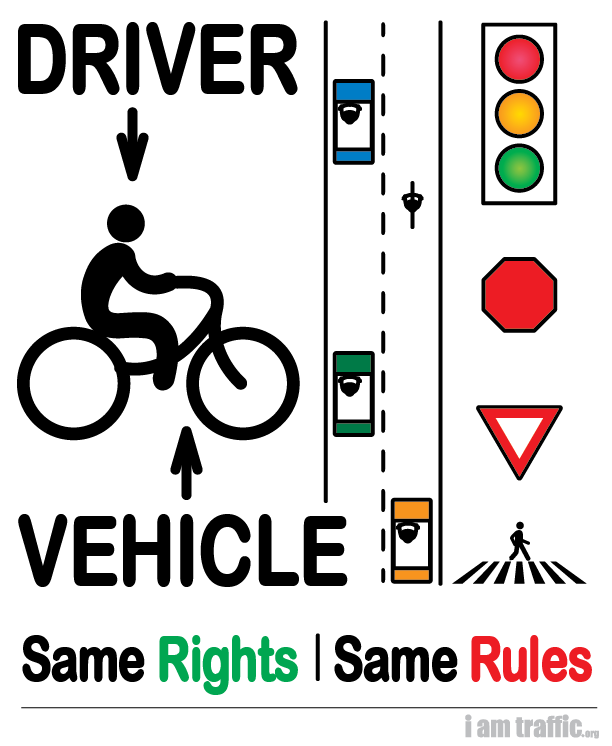 DRIVER
VEHICLE
Same Rights | Same Rules
i am traffic.org